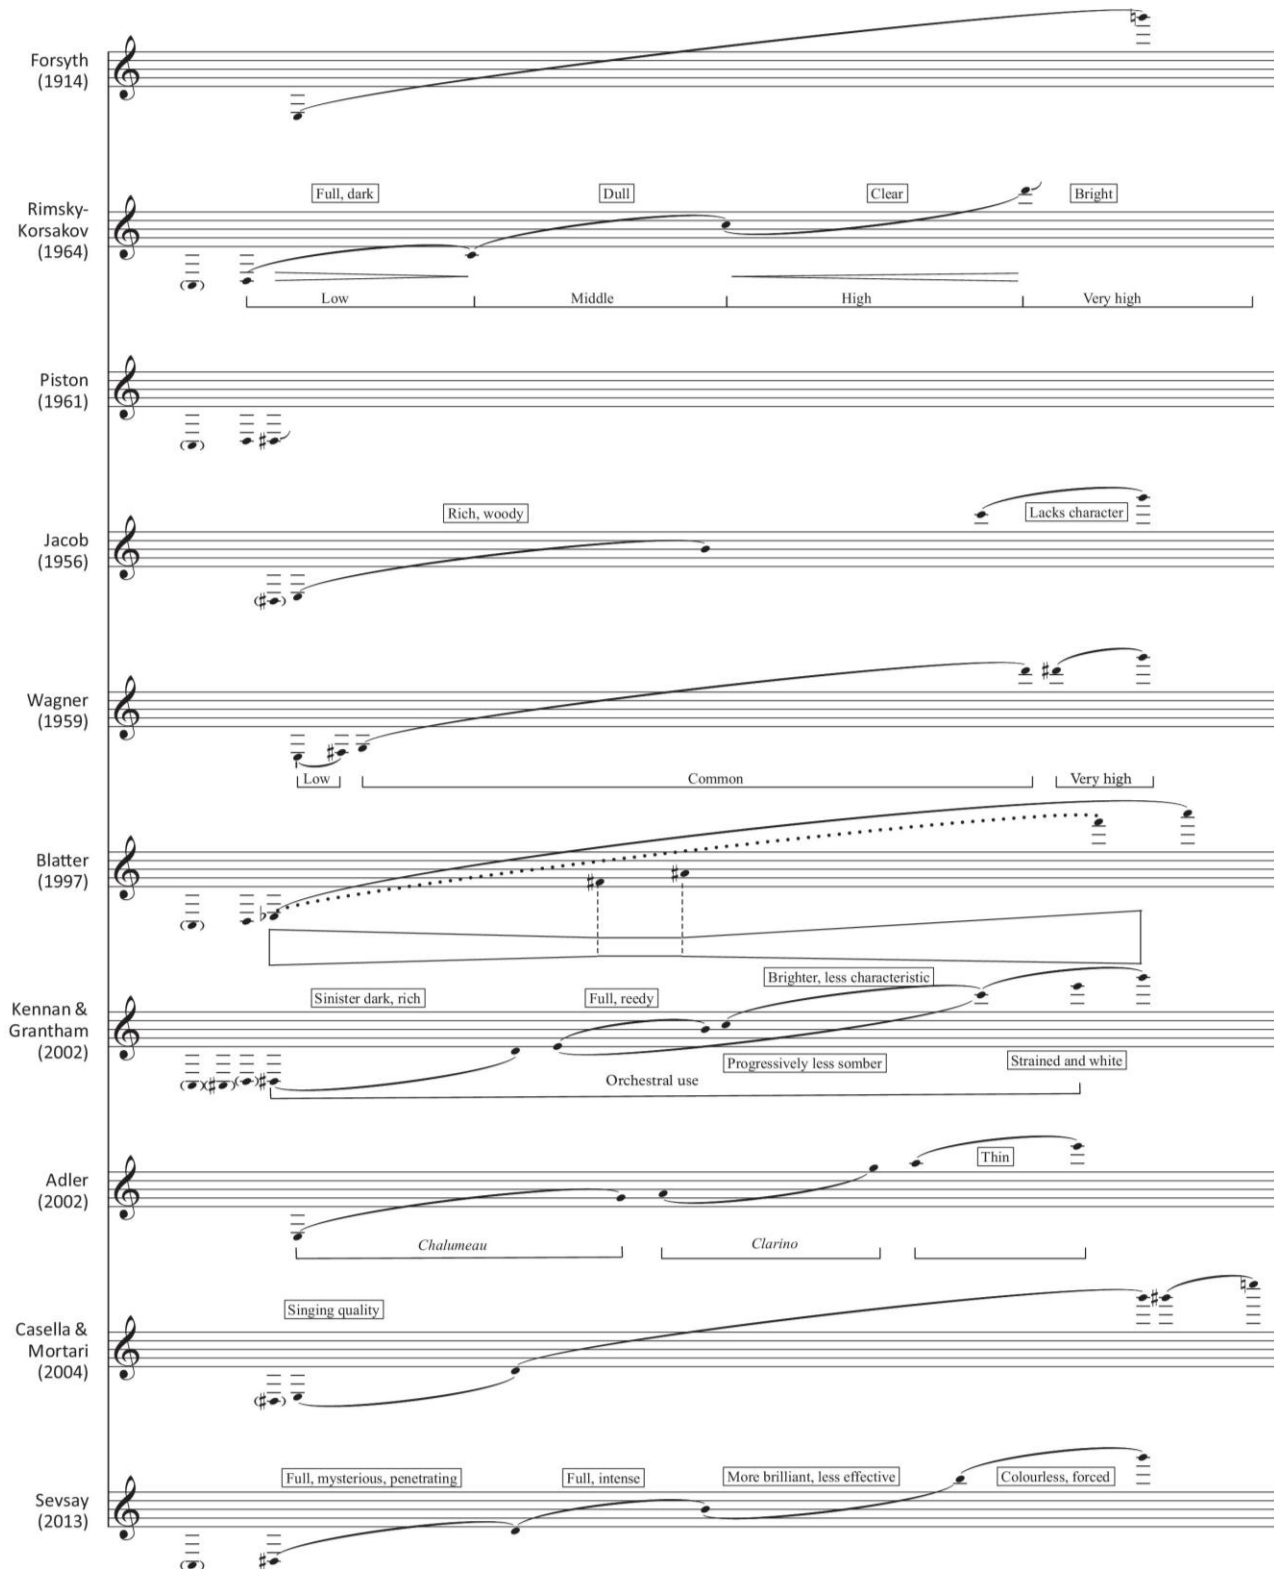 Forsyth
(1914)
Full, dark
Dull
Clear
Bright
Rimsky-
Korsakov
(1964)
Low
Middle
High
Very high
Piston
(1961)
Rich, woody
Lacks character
Jacob
(1956)
Wagner
(1959)
Low
Common
Very high
Blatter
(1997)
Brighter, less characteristic
Sinister dark, rich
Full, reedy
Kennan &
Grantham
(2002)
Progressively less somber
Strained and white
Orchestral use
Thin
Adler
(2002)
Chalumeau
Clarino
Singing quality
Casella &
Mortari
(2004)
Full, mysterious, penetrating
Full, intense
More brilliant, less effective
Colourless, forced
Sevsay
(2013)